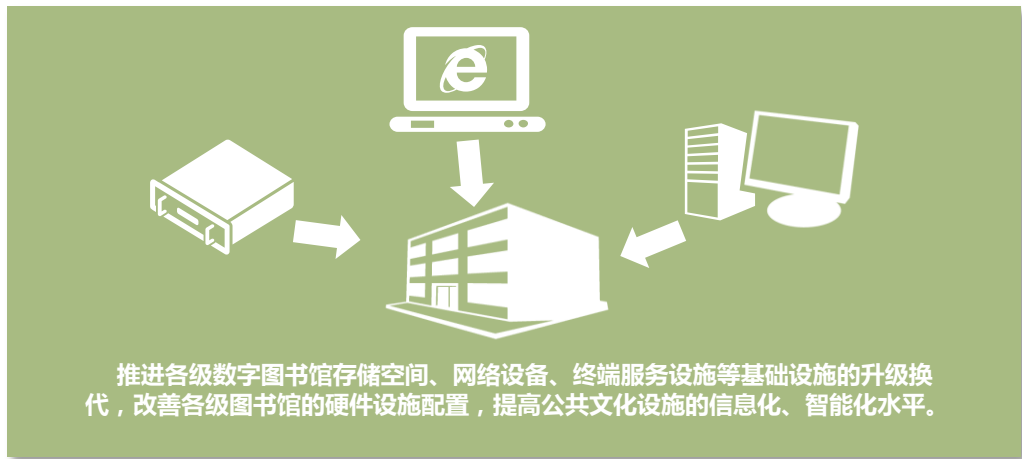 推进各级数字图书馆存储空间、网络设备、终端服务设施等基础设施的升级换
代，改善各级图书馆的硬件设施配置，提高公共文化设施的信息化、智能化水平。